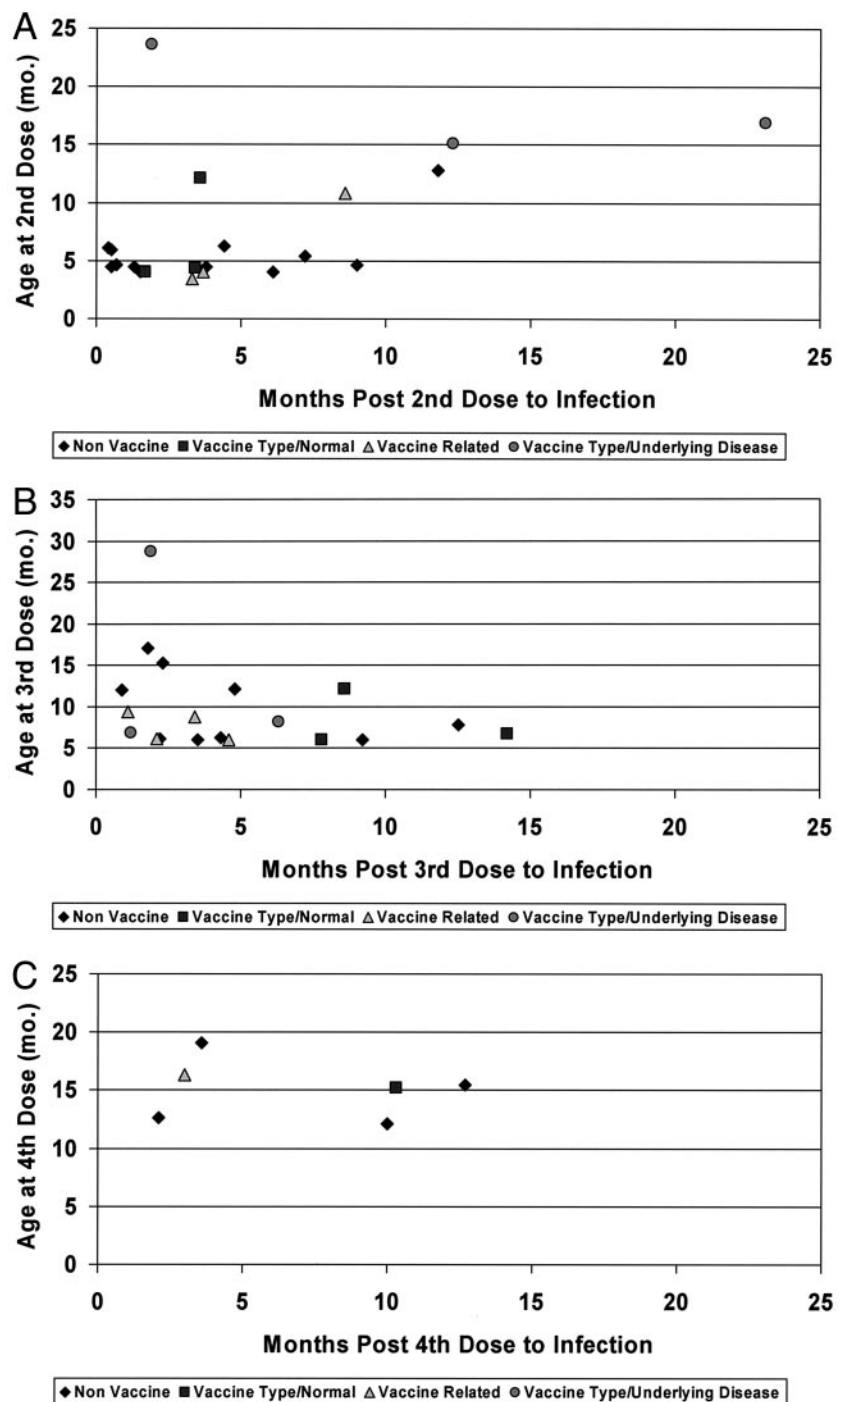 A
25
20
15
10
5
0
Age at 2nd Dose (mo.)
0 5 10 15 20 25
Months Post 2nd Dose to Infection
Non Vaccine Vaccine Type/Normal Vaccine Related Vaccine Type/Underlying Disease
B
35
30
25
20
15
10
5
0
Age at 3rd Dose (mo.)
0 5 10 15 20 25
Months Post 3rd Dose to Infection
Non Vaccine Vaccine Type/Normal Vaccine Related Vaccine Type/Underlying Disease
C
25
20
15
10
5
0
Age at 4th Dose (mo.)
0 5 10 15 20 25
Months Post 4th Dose to Infection
Non Vaccine Vaccine Type/Normal Vaccine Related Vaccine Type/Underlying Disease